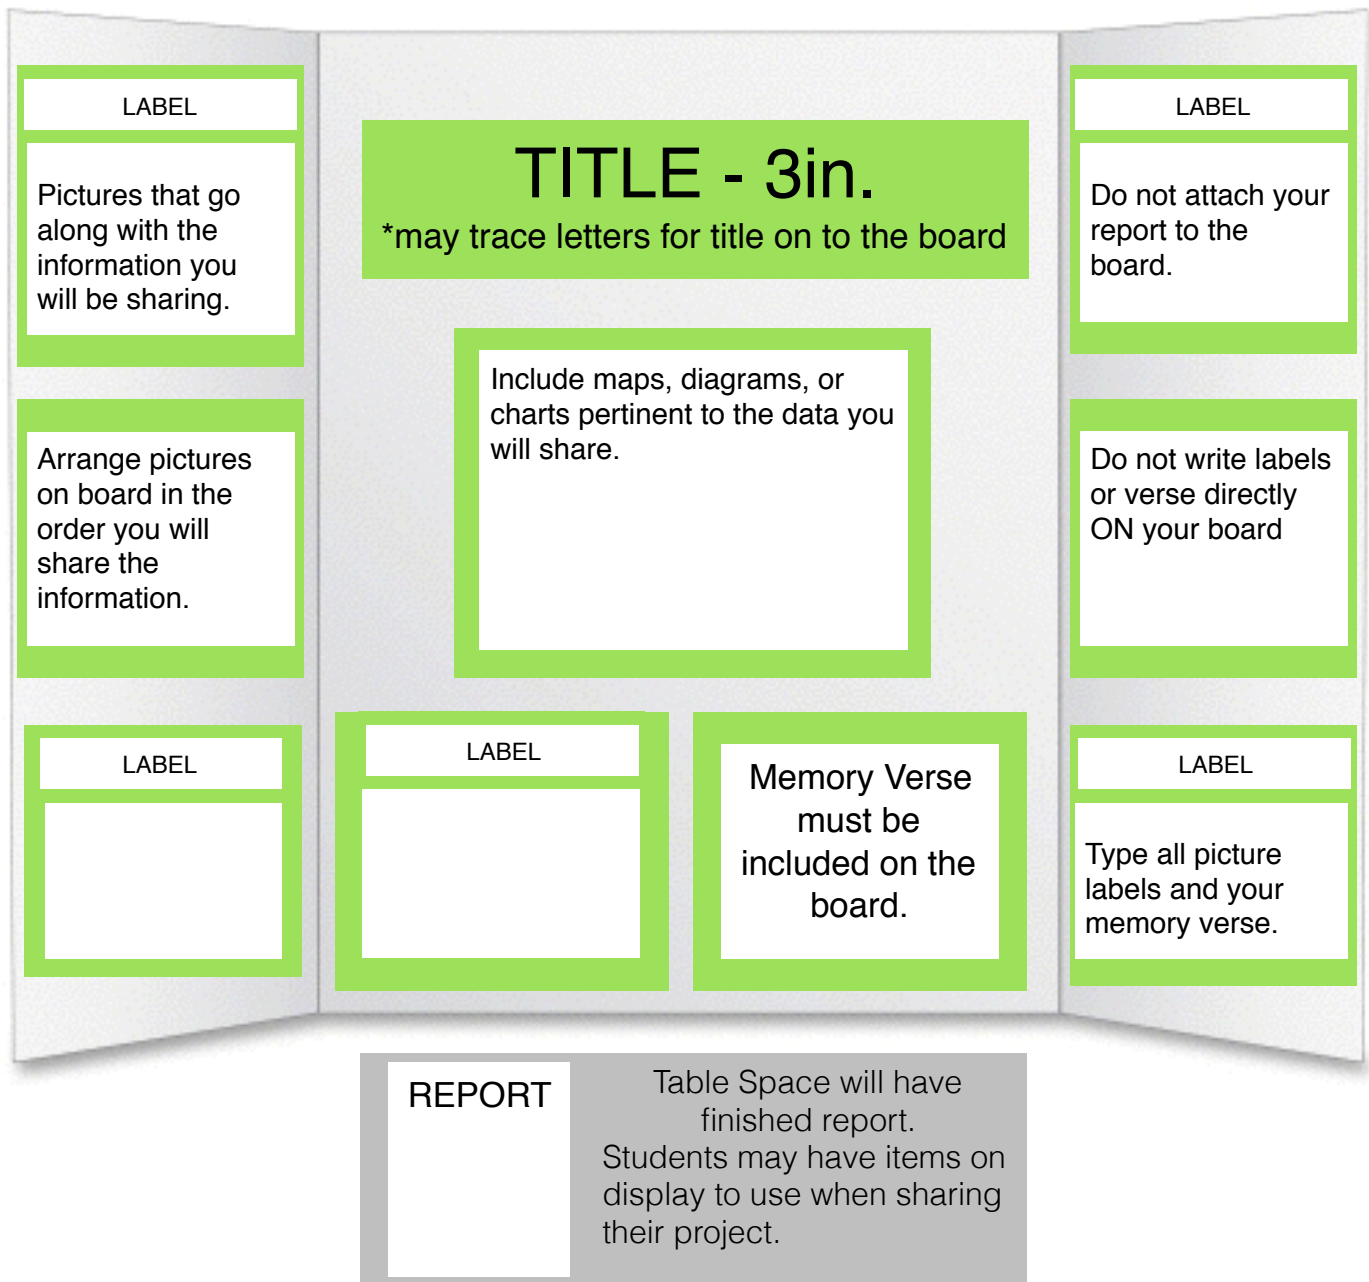 LABEL
Pictures that go
along with the
information you
will be sharing.
Arrange pictures
on board in the
order you will
share the
information.
LABEL
TITLE - 3in.
*may trace letters for title on to the board
Include maps, diagrams, or
charts pertinent to the data you
will share.
LABEL
Memory Verse
must be
included on the
board.
LABEL
Do not attach your
report to the
board.
Do not write labels
or verse directly
ON your board
LABEL
Type all picture
labels and your
memory verse.
REPORT
Table Space will have
finished report.
Students may have items on
display to use when sharing
their project.